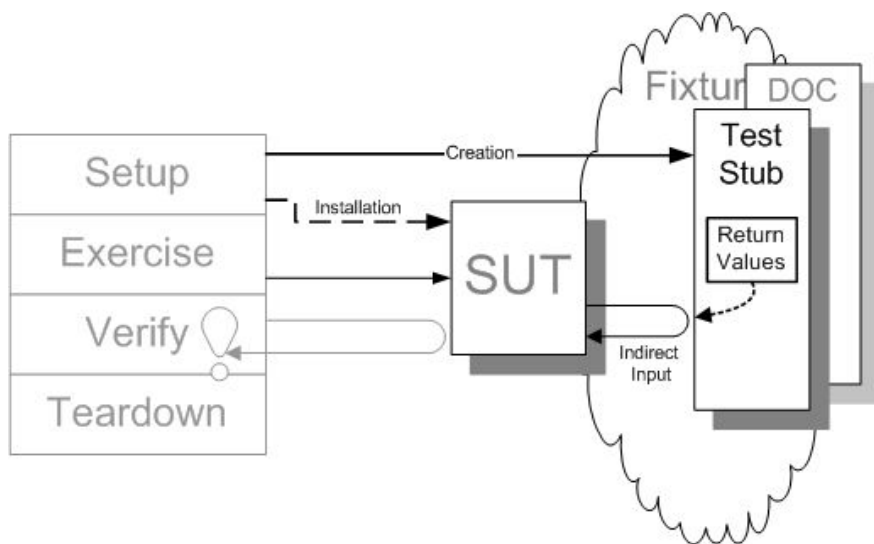 Setup
Exercise
Verify
Teardown
Creation
Installation
SUT
Indirect
Input
Fixtur
DOC
Test
Stub
Return
Values